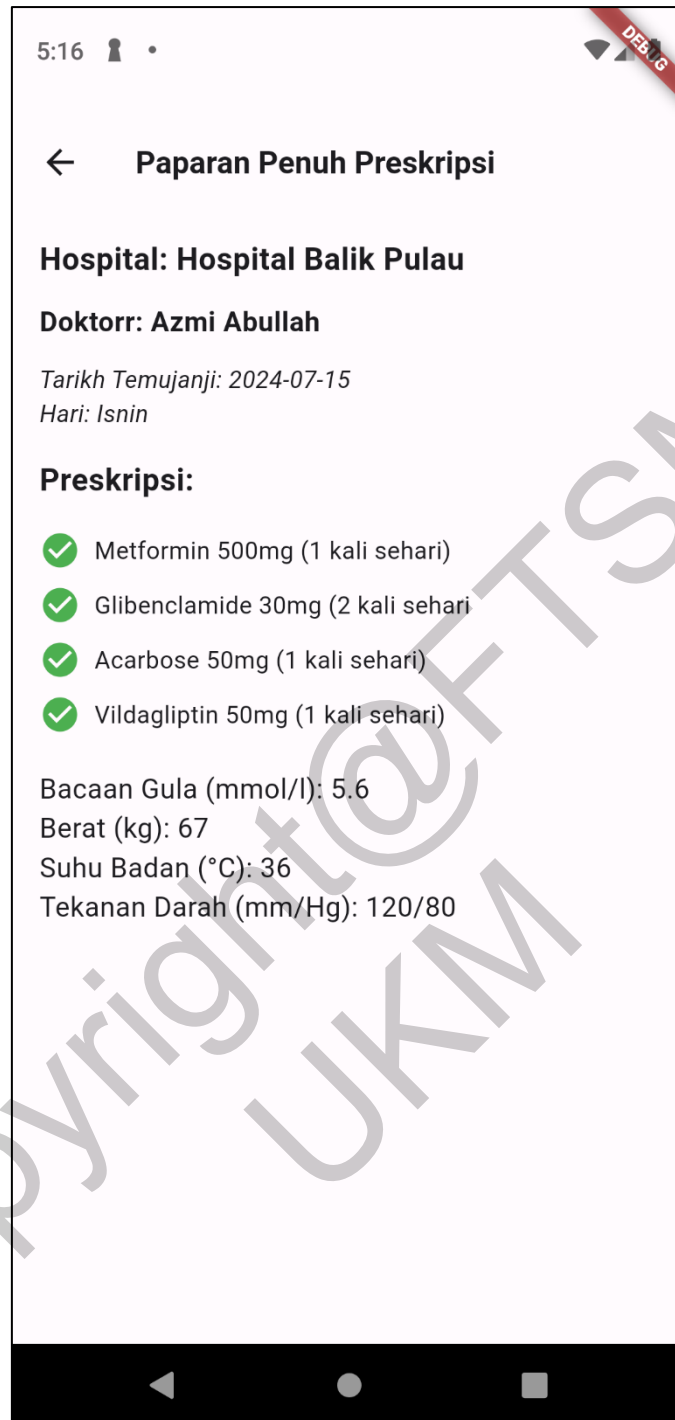 5:16
DEBUG
Paparan Penuh Preskripsi
Hospital: Hospital Balik Pulau
Doktorr: Azmi Abullah
Tarikh Temujanji: 2024-07-15
Hari: Isnin
Preskripsi:
Metformin 500mg (1 kali sehari)
Glibenclamide 30mg (2 kali sehari
Acarbose 50mg (1 kali sehari)
Vildagliptin 50mg (1 kali sehari)
Bacaan Gula (mmol/l): 5.6
Berat (kg): 67
Suhu Badan (°C): 36
Tekanan Darah (mm/Hg): 120/80
pyright@FTSM
UKM